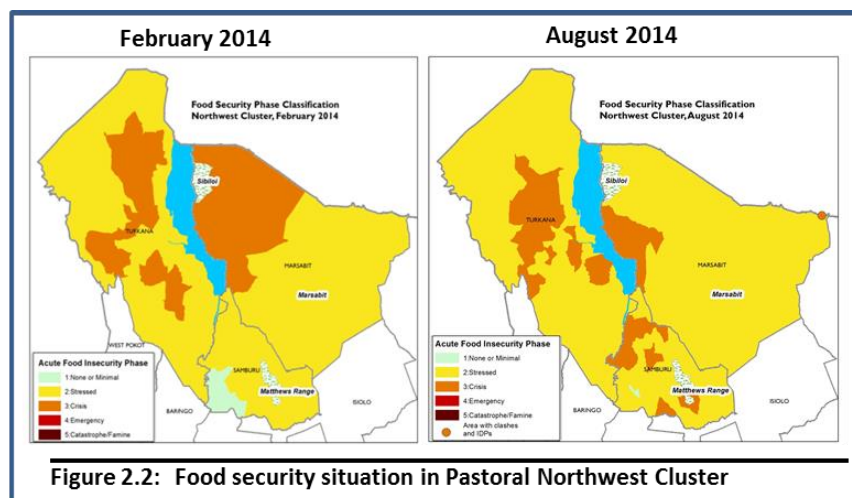 February 2014
August 2014
Food Security Phase Classification
Northwest Cluster, February 2014
Sibiloi
TURKANA
MARSABIT
Marsabit
WEST POKOT
SAMBURU
Matthews Range
BARINGO
ISIOLO
Acute Food Insecurity Phase
1:None or Minimal
2:Stressed
3:Crisis
4:Emergency
5:Catastrophe/Famine
Food Security Phase Classification
Northwest Cluster, August 2014
Sibiloi
TURKANA
MARSABIT
Marsabit
SAMBURU
Matthews Range
BARINGO
ISIOLO
Acute Food Insecurity Phase
1:None or Minimal
2:Stressed
3:Crisis
4:Emergency
5:Catastrophe/Famine
Area with clashes
and IDPs
Figure 2.2: Food security situation in Pastoral Northwest Cluster